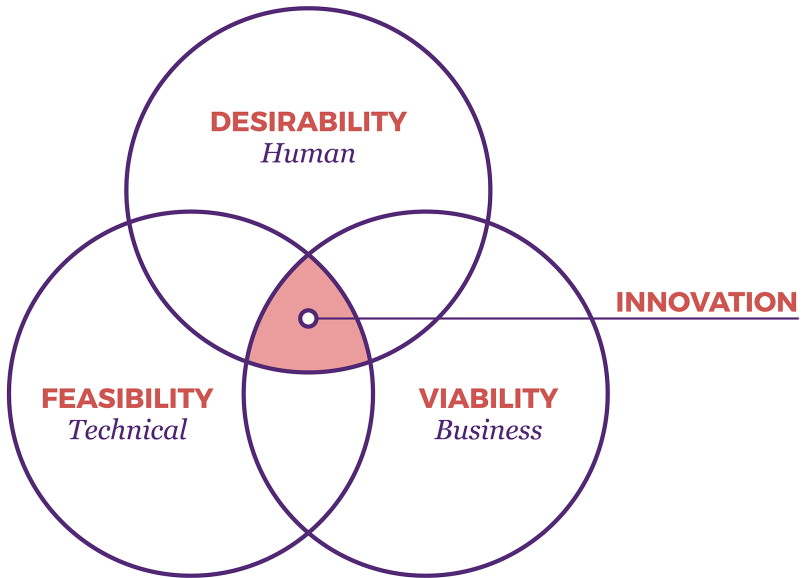 DESIRABILITY
Human
INNOVATION
FEASIBILITY
Technical
VIABILITY
Business